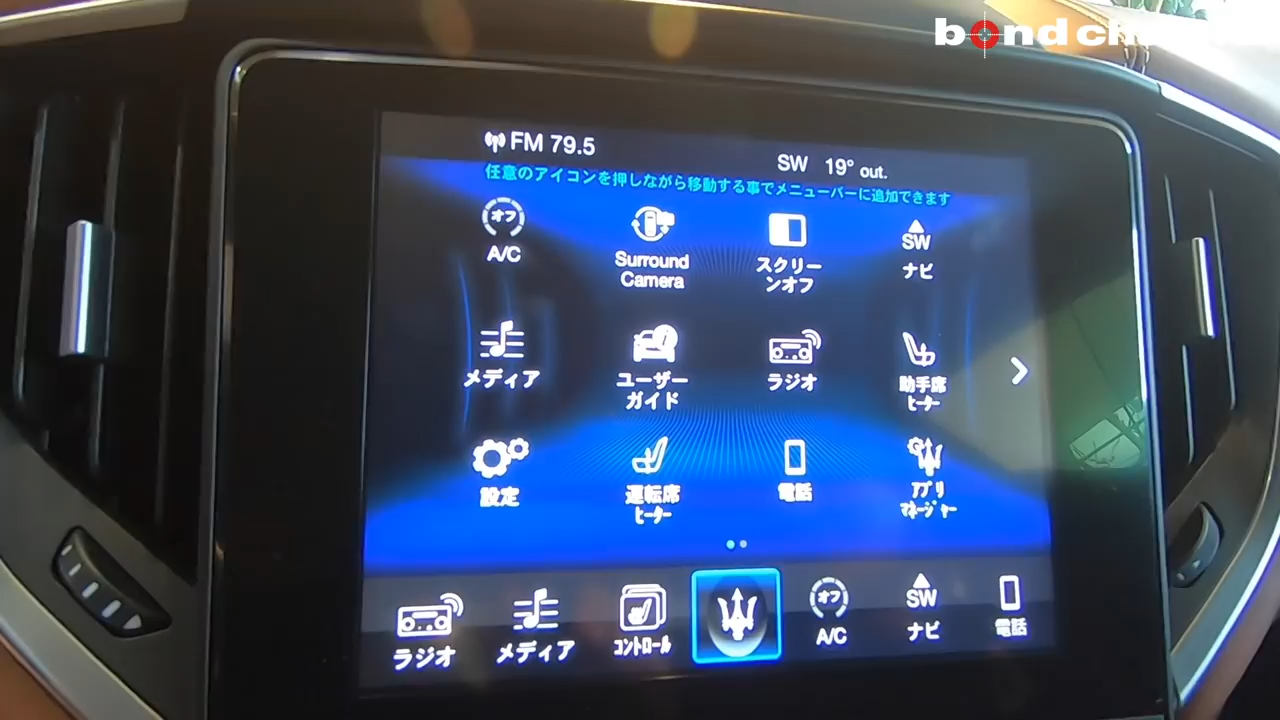 bond ch
FM 79.5
SW 19° out.
任意のアイコンを押しながら移動する事でメニューバーに追加できます
オフ
A/C
Surround
Camera
スクリー
ンオフ
SW
ナビ
メディア
ユーザー
ガイド
ラジオ
助手席
ヒーター
設定
運転席
ヒーター
電話
アプリ
マネージャー
ラジオ
メディア
コントロール
オフ
A/C
SW
ナビ
電話